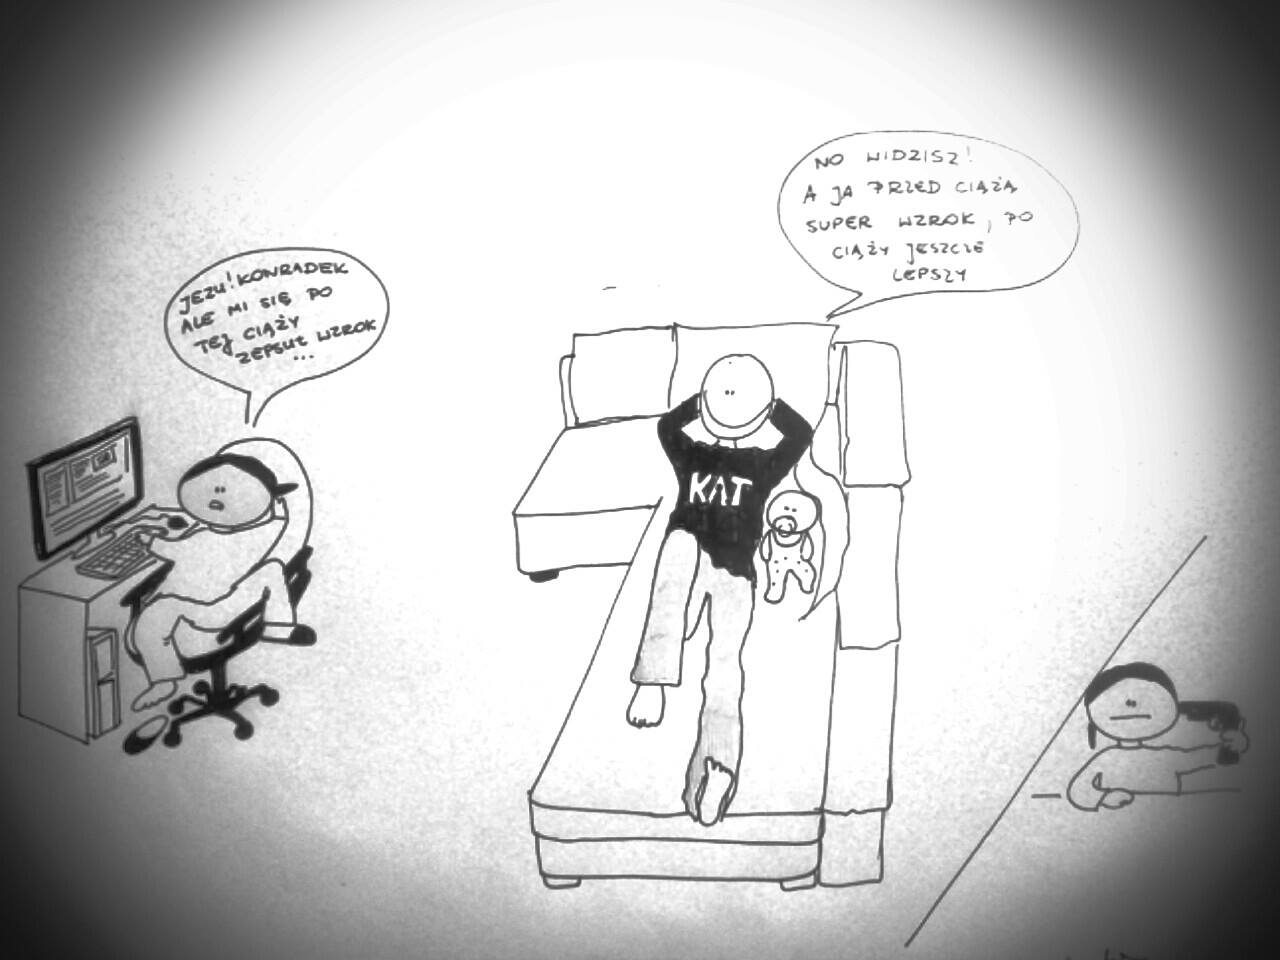 JEZU! KONRADEK
ALE MI SIĘ PO
TEJ CIĄŻY
ZEPSUŁ WZROK
...
NO WIDZISZ!
A JA PRZED CIĄŻĄ
SUPER WZROK, PO
CIĄŻY JESZCZE
LEPSZY
KAT